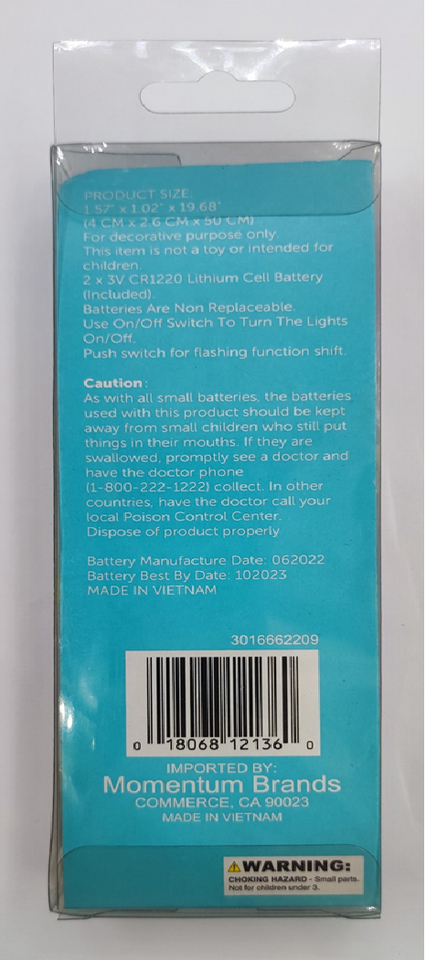 PRODUCT SIZE:
1.57" x 1.02" x 19.68"
(4 CM x 2.6 CM x 50 CM)
For decorative purpose only.
This item is not a toy or intended for
children.
2 x 3V CR1220 Lithium Cell Battery
(Included).
Batteries Are Non Replaceable.
Use On/Off Switch To Turn The Lights
On/Off.
Push switch for flashing function shift.
Caution:
As with all small batteries, the batteries
used with this product should be kept
away from small children who still put
things in their mouths. If they are
swallowed, promptly see a doctor and
have the doctor phone
(1-800-222-1222) collect. In other
countries, have the doctor call your
local Poison Control Center.
Dispose of product properly
Battery Manufacture Date: 062022
Battery Best By Date: 102023
MADE IN VIETNAM
3016662209
0 18068 12136 0
IMPORTED BY:
Momentum Brands
COMMERCE, CA 90023
MADE IN VIETNAM
WARNING:
CHOKING HAZARD - Small parts.
Not for children under 3.